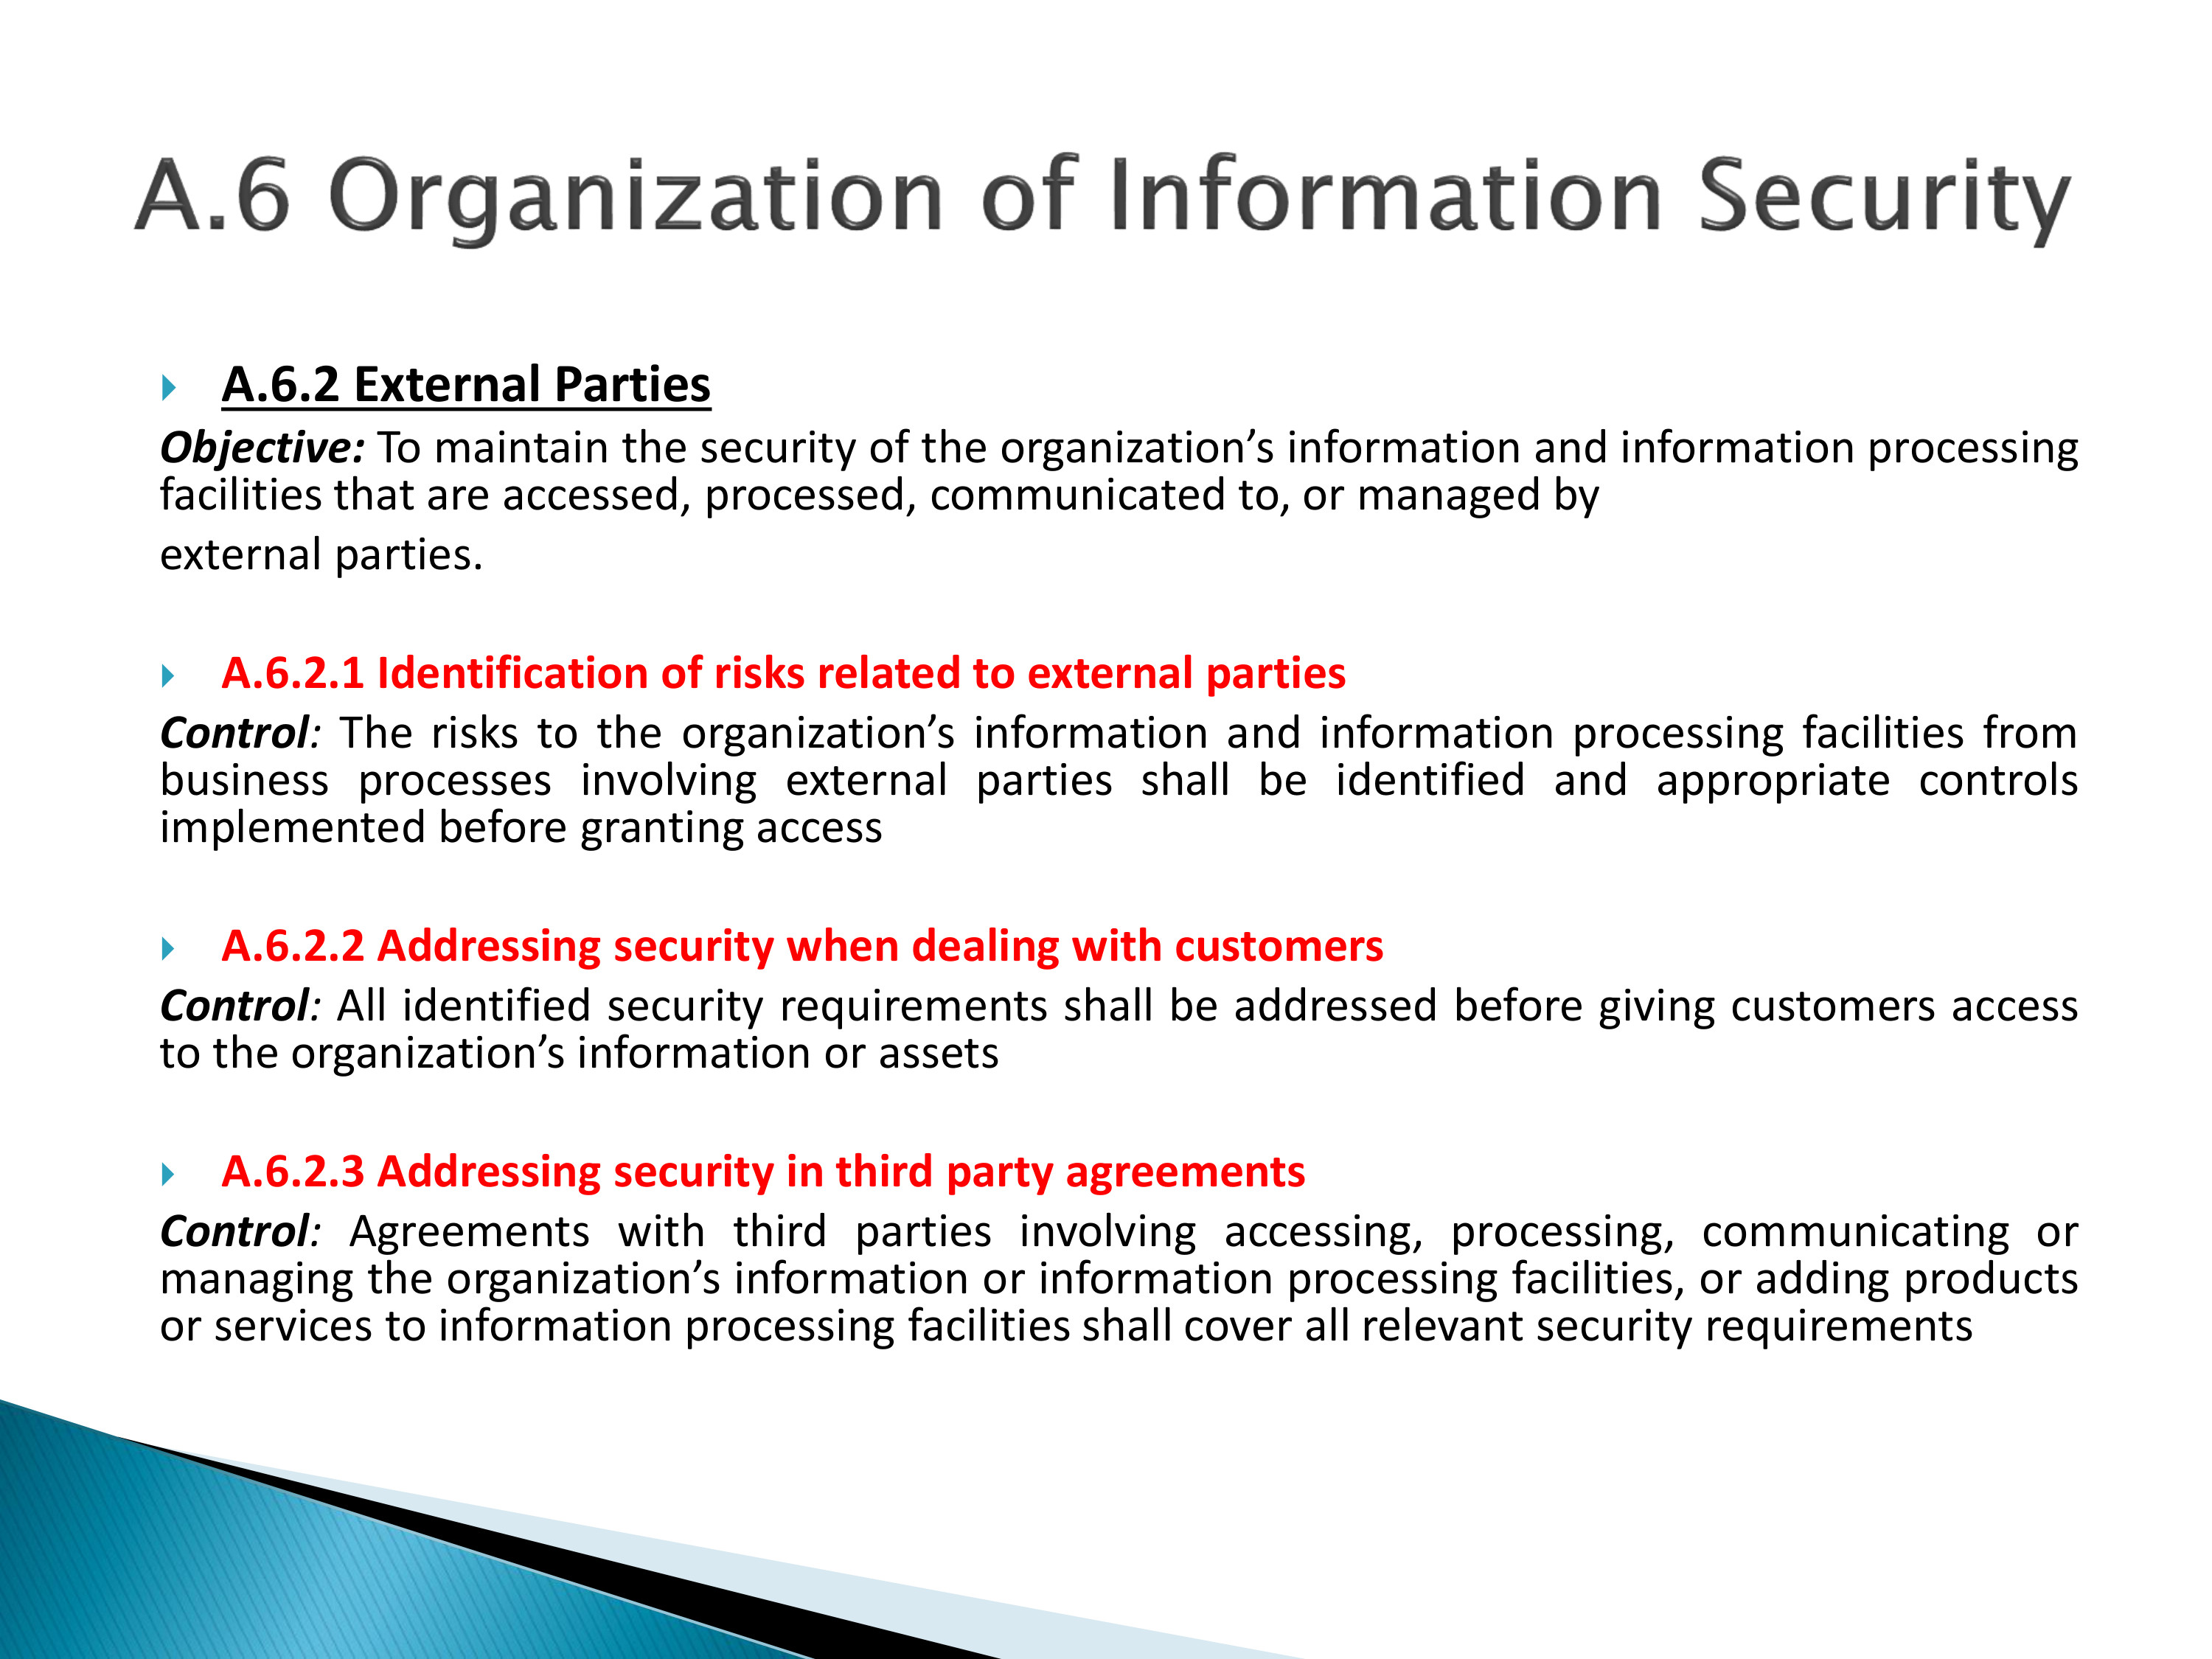 A.6 Organization of Information Security
A.6.2 External Parties
Objective: To maintain the security of the organization’s information and information processing
facilities that are accessed, processed, communicated to, or managed by
external parties.
A.6.2.1 Identification of risks related to external parties
Control: The risks to the organization’s information and information processing facilities from
business processes involving external parties shall be identified and appropriate controls
implemented before granting access
A.6.2.2 Addressing security when dealing with customers
Control: All identified security requirements shall be addressed before giving customers access
to the organization’s information or assets
A.6.2.3 Addressing security in third party agreements
Control: Agreements with third parties involving accessing, processing, communicating or
managing the organization’s information or information processing facilities, or adding products
or services to information processing facilities shall cover all relevant security requirements